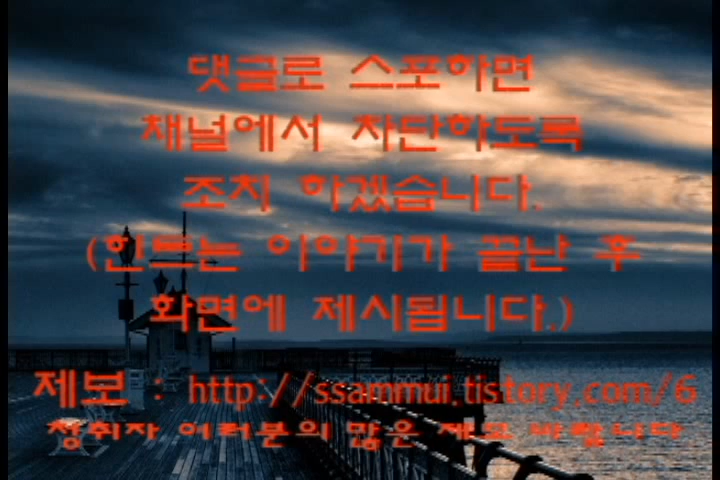 댓글로 스포하면
채널에서 차단하도록
조치 하겠습니다.
(힌트는 이야기가 끝난 후
화면에 제시됩니다.)
제보 : http://ssammui.tistory.com/6
청취자 여러분의 많은 제보 바랍니다